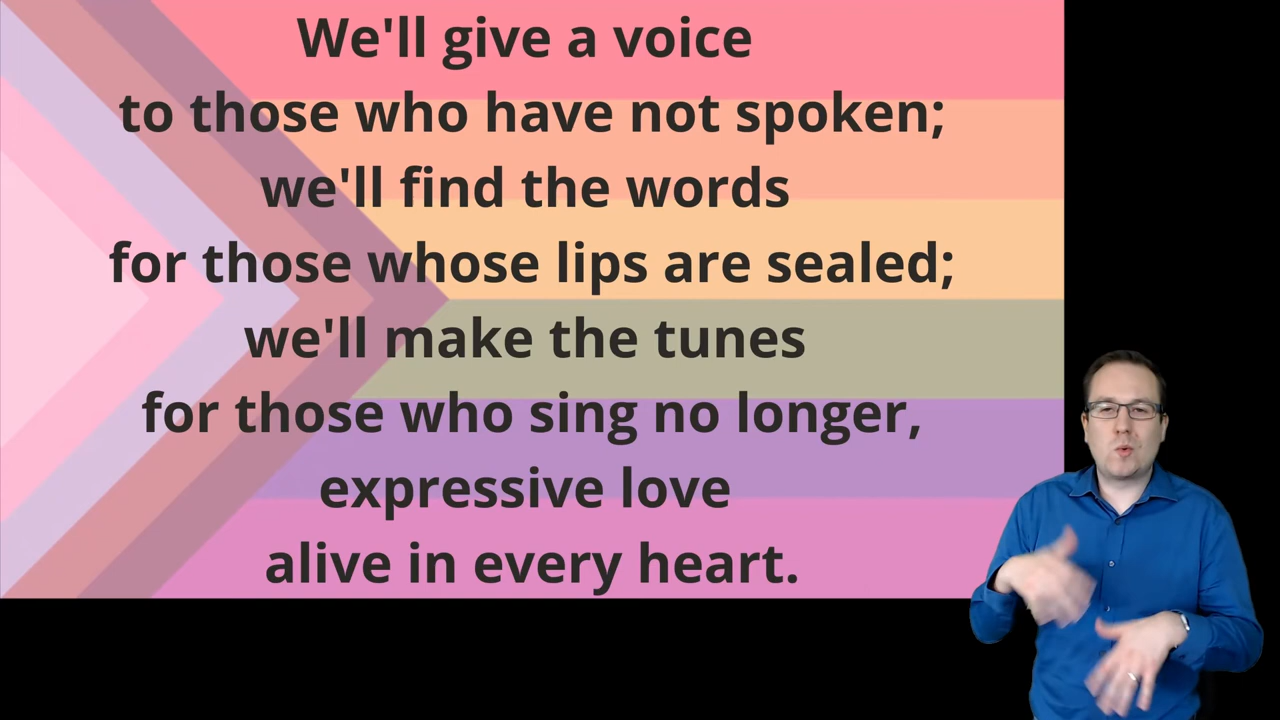 We'll give a voice
to those who have not spoken;
we'll find the words
for those whose lips are sealed;
we'll make the tunes
for those who sing no longer,
expressive love
alive in every heart.